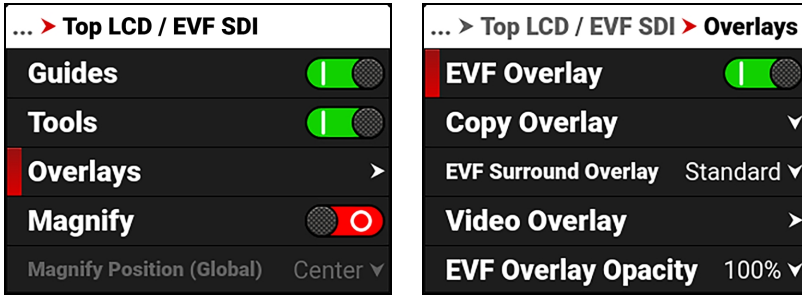 ... ➤ Top LCD / EVF SDI
Guides
Tools
Overlays
Magnify
Magnify Position (Global) Center
... ➤ Top LCD / EVF SDI ➤ Overlays
EVF Overlay
Copy Overlay
EVF Surround Overlay Standard
Video Overlay
EVF Overlay Opacity 100%